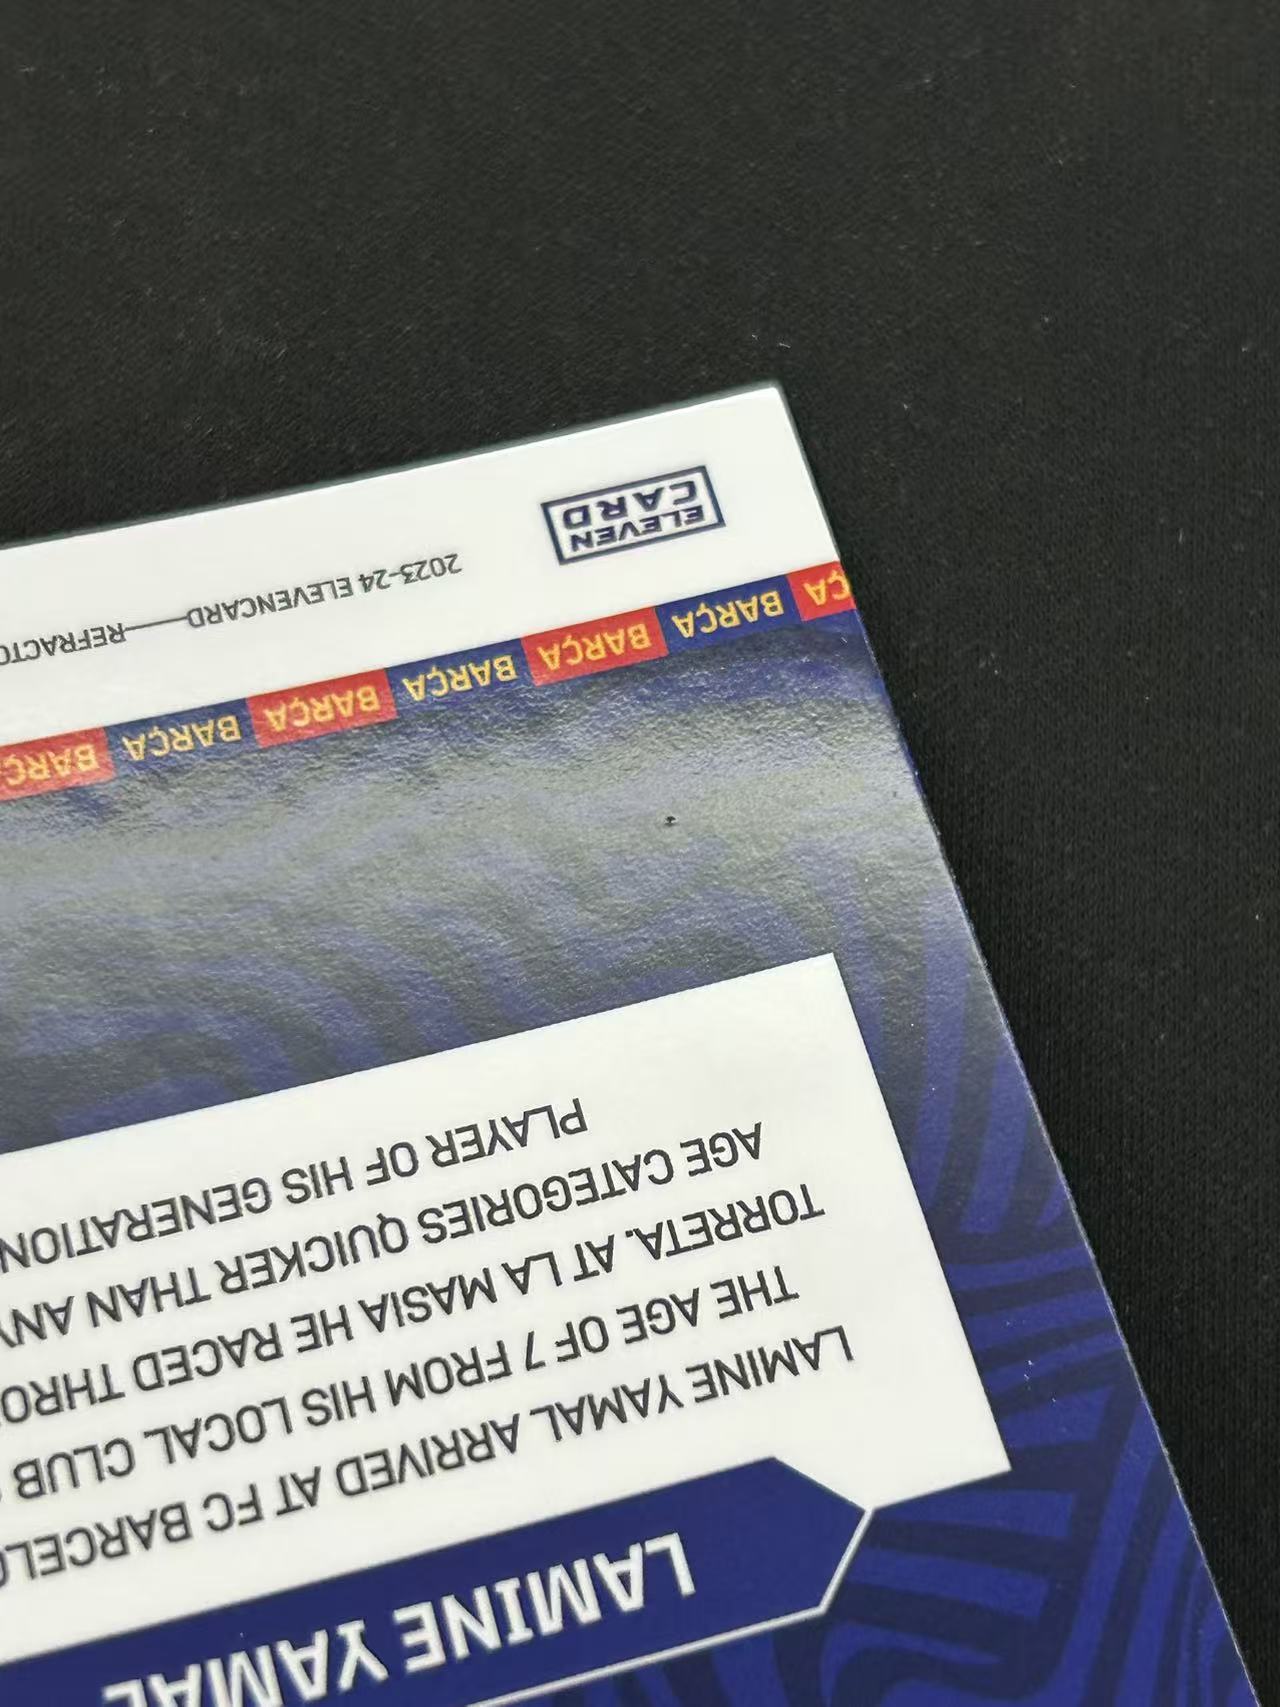 LAMINE YAMAL
LAMINE YAMAL ARRIVED AT FC BARCELO
THE AGE OF 7 FROM HIS LOCAL CLUB
TORRETA. AT LA MASIA HE RACED THRO
AGE CATEGORIES QUICKER THAN AN
PLAYER OF HIS GENERATION
BARÇA BARÇA BARÇA BARÇA BARÇA BARÇA
2023-24 ELEVENCARD——REFRACTO
ELEVEN
CARD